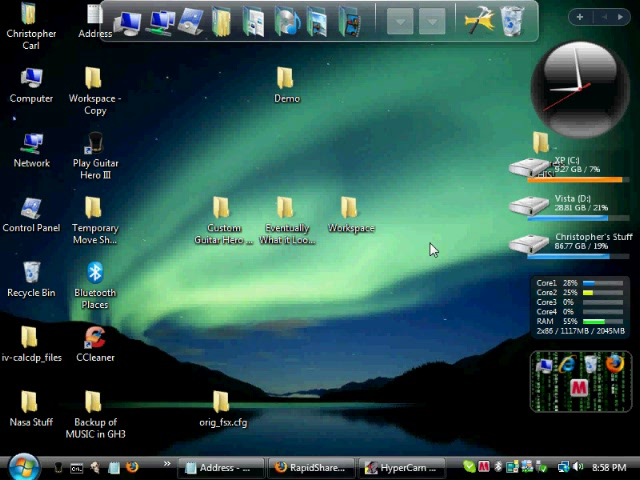 Christopher
Carl
Address
Computer
Workspace -
Copy
Demo
Network
Play Guitar
Hero III
XP (C:)
9.27 GB / 7%
Vista (D:)
28.81 GB / 21%
Christopher's Stuff
86.77 GB / 19%
Control Panel
Temporary
Move Sh...
Custom
Guitar Hero ...
Eventually
What it Loo...
Workspace
Recycle Bin
Bluetooth
Places
Core1 28%
Core2 25%
Core3 0%
Core4 0%
RAM 55%
2x86 / 1117MB / 2045MB
iv-calcdp_files
CCleaner
Nasa Stuff
Backup of
MUSIC in GH3
orig_fsx.cfg
Address - ...
RapidShare...
HyperCam ...
8:58 PM